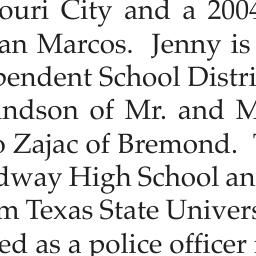 ouri City and a 2004
an Marcos. Jenny is
pendent School Distri
ndson of Mr. and M
o Zajac of Bremond.
dway High School an
m Texas State Univers
ed as a police officer